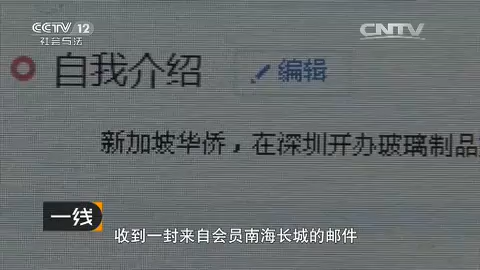 CCTV 12
社会与法
CNTV
自我介绍
编辑
新加坡华侨，在深圳开办玻璃制品
一线
收到一封来自会员南海长城的邮件